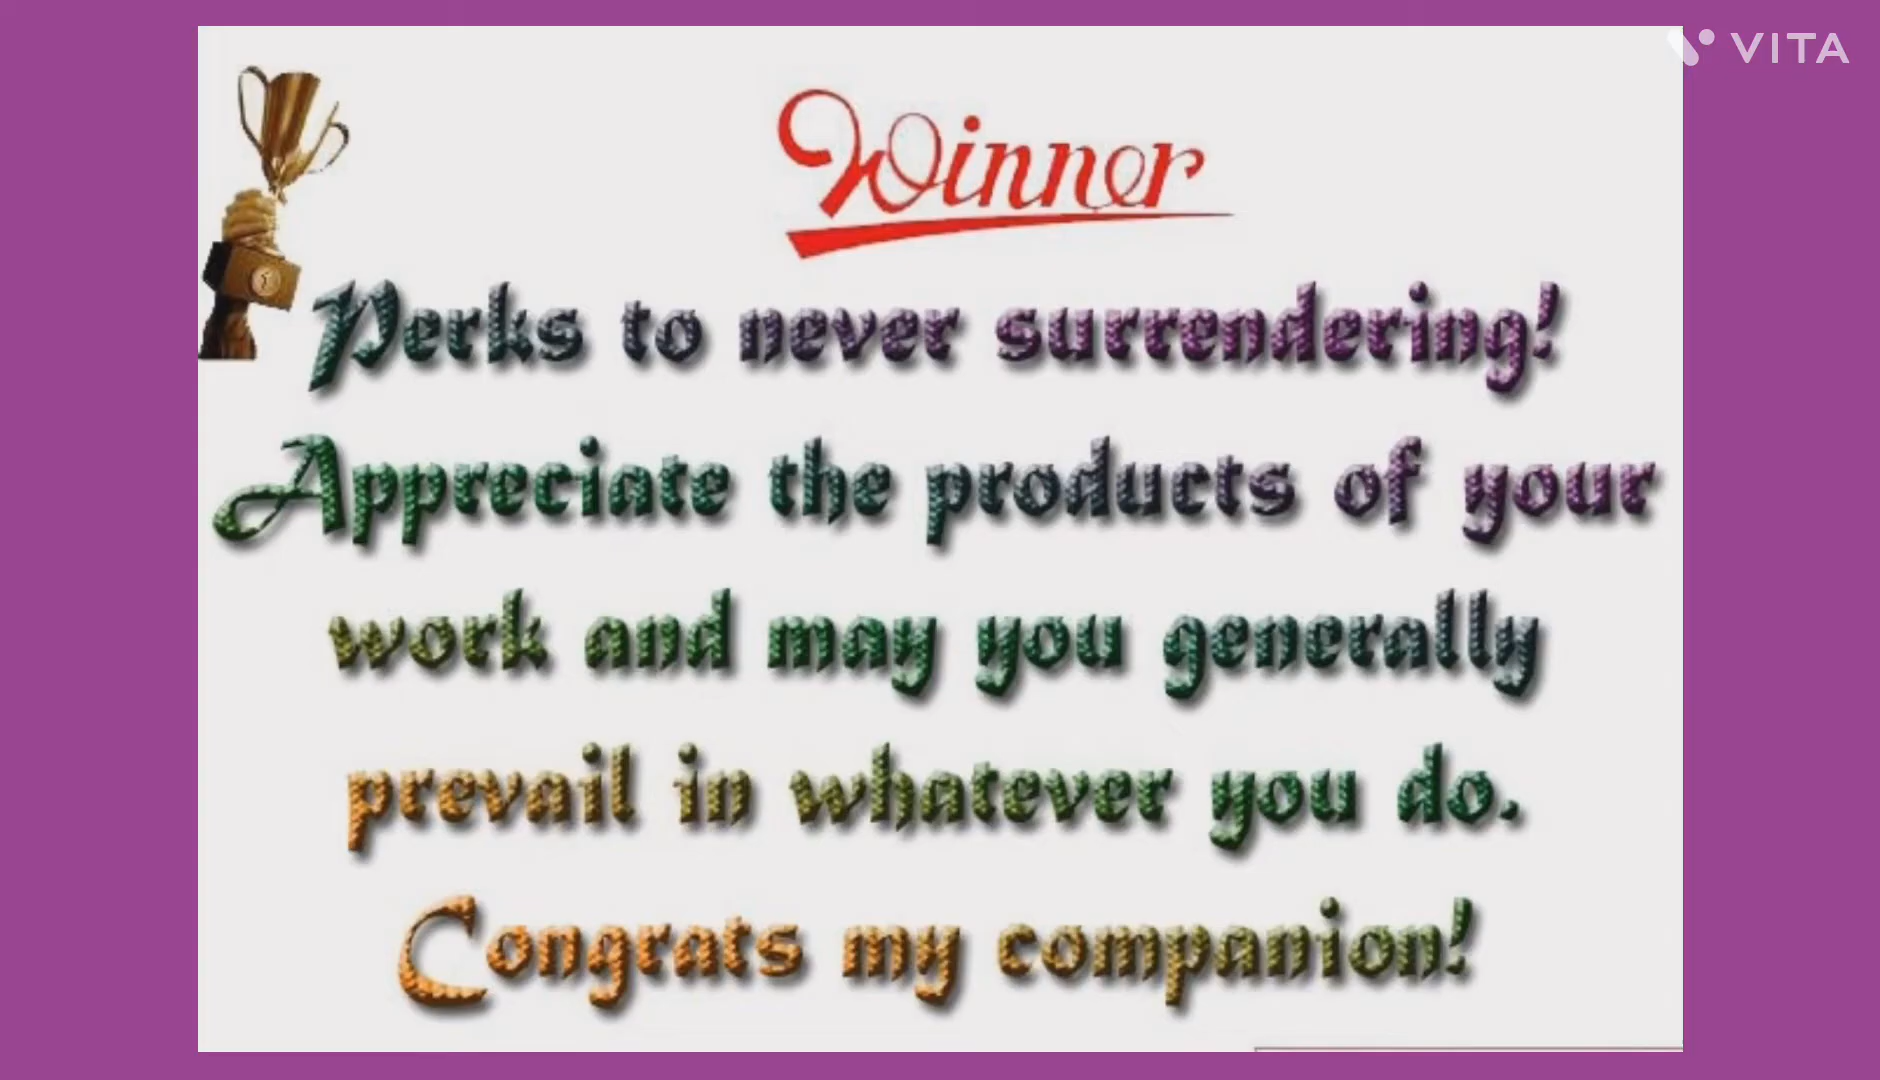 VITA
Winner
Perks to never surrendering!
Appreciate the products of your
work and may you generally
prevail in whatever you do.
Congrats my companion!